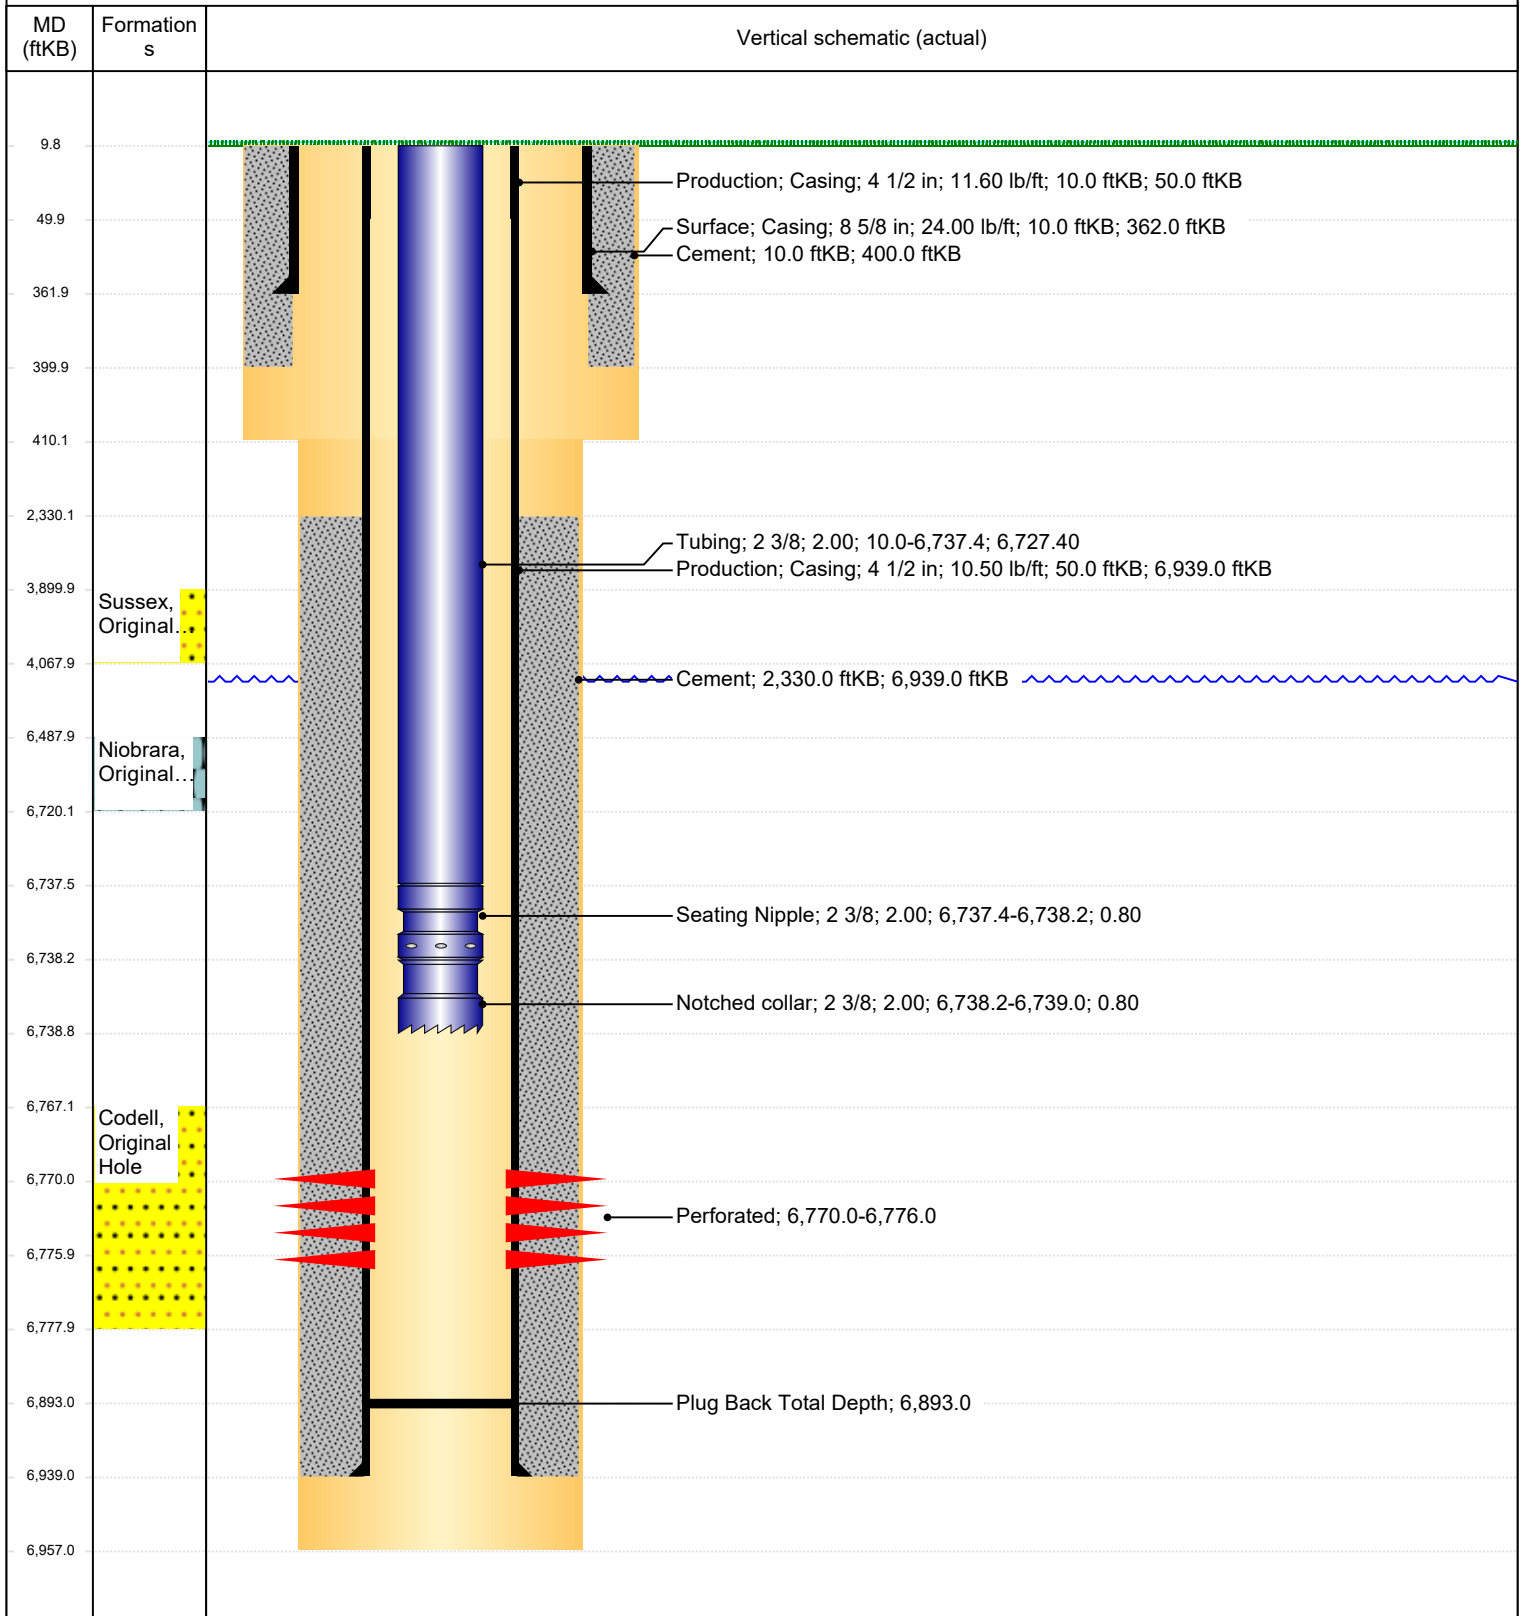 MD
(ftKB)
Formation
s
Vertical schematic (actual)
9.8
Production; Casing; 4 1/2 in; 11.60 lb/ft; 10.0 ftKB; 50.0 ftKB
49.9
Surface; Casing; 8 5/8 in; 24.00 lb/ft; 10.0 ftKB; 362.0 ftKB
Cement; 10.0 ftKB; 400.0 ftKB
361.9
399.9
410.1
2,330.1
Tubing; 2 3/8; 2.00; 10.0-6,737.4; 6,727.40
Production; Casing; 4 1/2 in; 10.50 lb/ft; 50.0 ftKB; 6,939.0 ftKB
3,899.9
Sussex,
Original...
4,067.9
Cement; 2,330.0 ftKB; 6,939.0 ftKB
6,487.9
Niobrara,
Original...
6,720.1
6,737.5
Seating Nipple; 2 3/8; 2.00; 6,737.4-6,738.2; 0.80
6,738.2
Notched collar; 2 3/8; 2.00; 6,738.2-6,739.0; 0.80
6,738.8
6,767.1
Codell,
Original
Hole
6,770.0
Perforated; 6,770.0-6,776.0
6,775.9
6,777.9
6,893.0
Plug Back Total Depth; 6,893.0
6,939.0
6,957.0